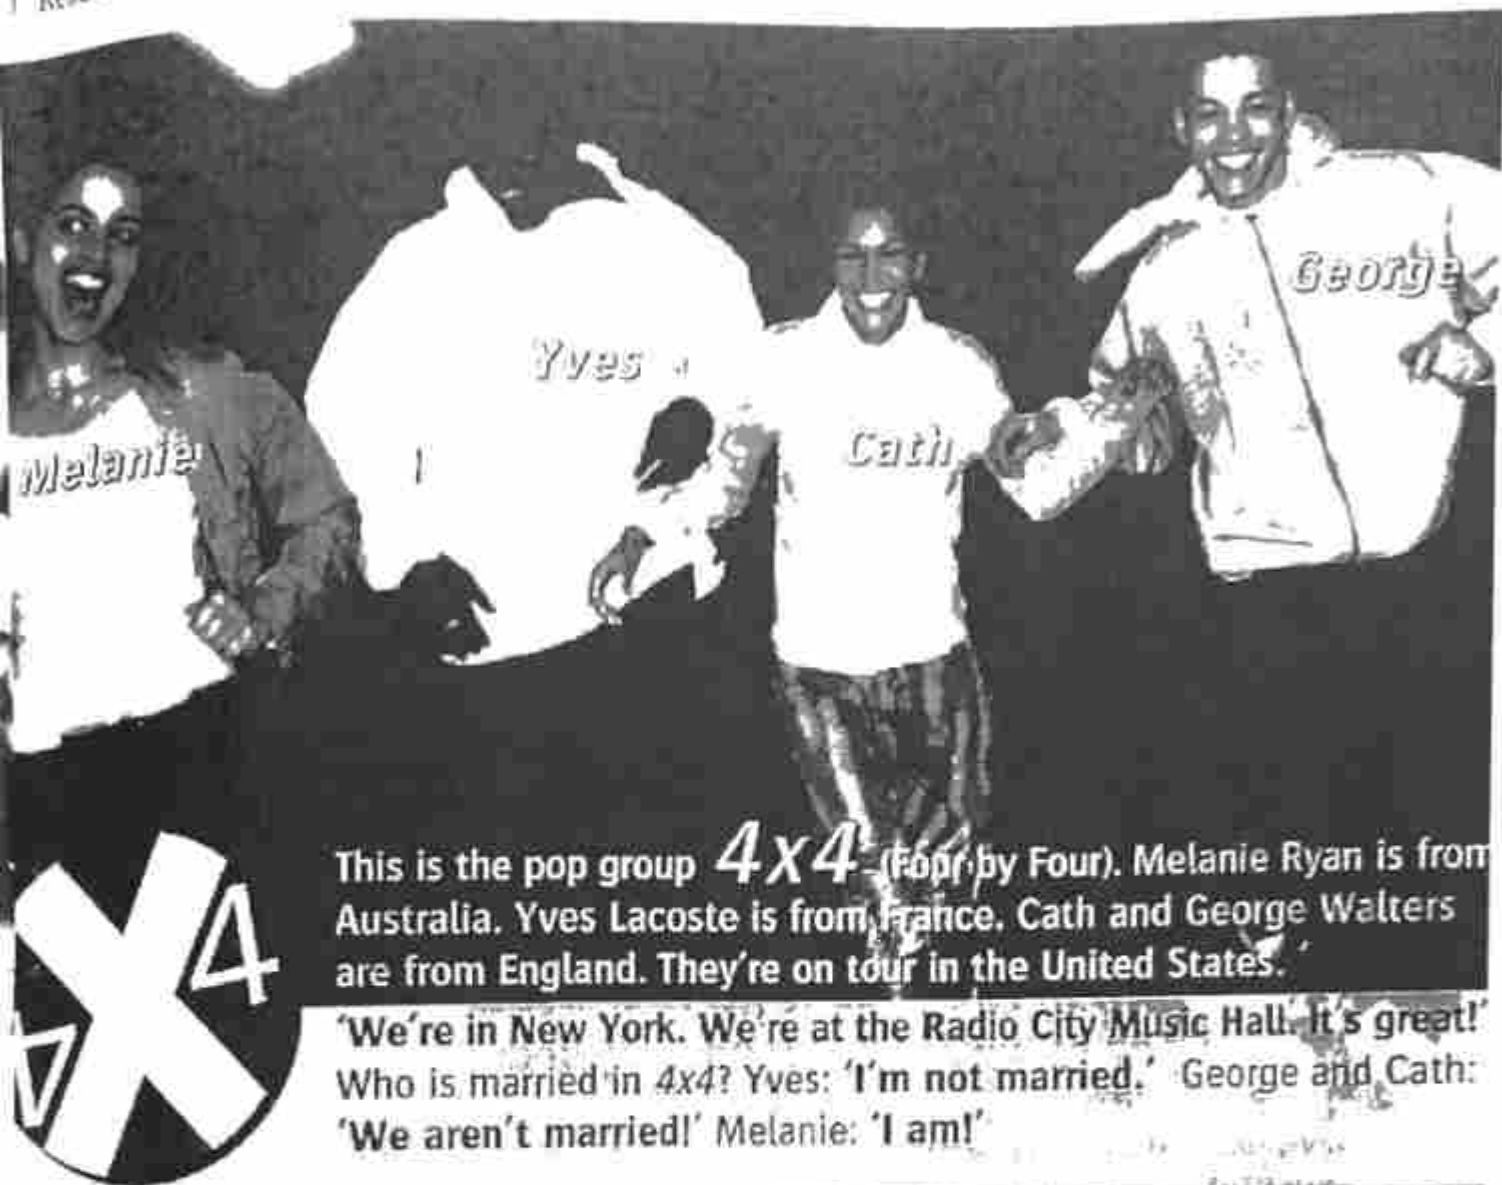 Melanie
Yves
Cath
George
4x4
This is the pop group 4x4 (Four by Four). Melanie Ryan is from
Australia. Yves Lacoste is from France. Cath and George Walters
are from England. They're on tour in the United States.
'We're in New York. We're at the Radio City Music Hall. It's great!'
Who is married in 4x4? Yves: 'I'm not married.' George and Cath:
'We aren't married!' Melanie: 'I am!'